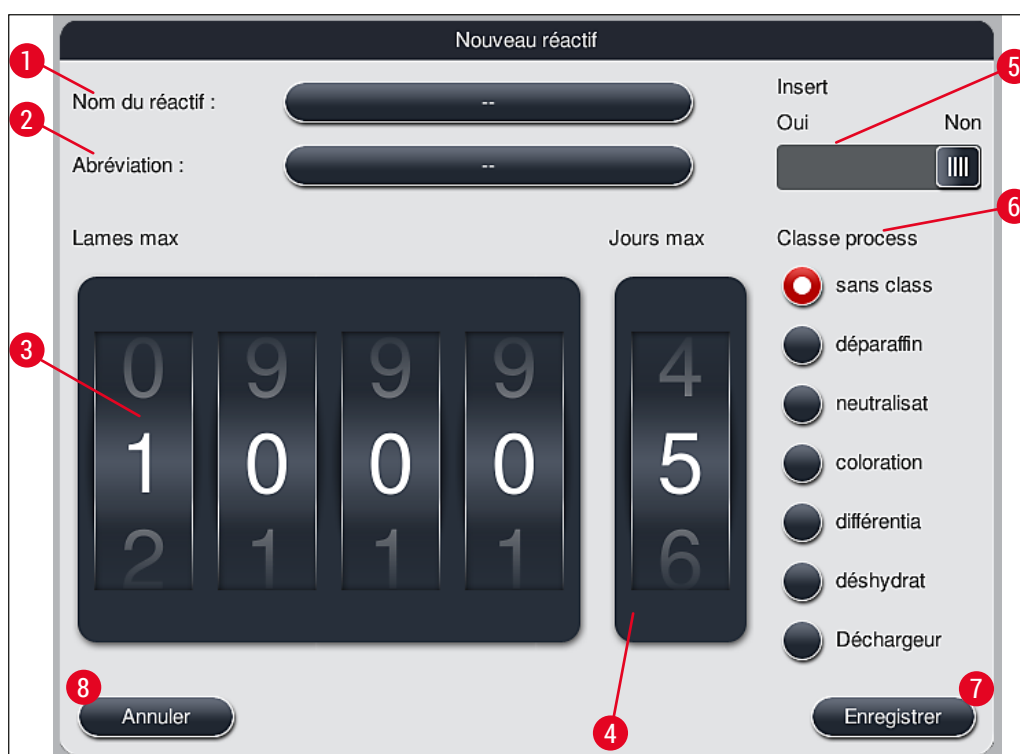 Nouveau réactif
1
Nom du réactif :
--
2
Abréviation :
--
Insert
5
Oui
Non
Lames max
Jours max
6
Classe process
sans class
déparaffin
neutralisat
coloration
différentia
déshydrat
Déchargeur
3
0 9 9 9 4
1 0 0 0 5
2 1 1 1 6
4
8
Annuler
7
Enregistrer